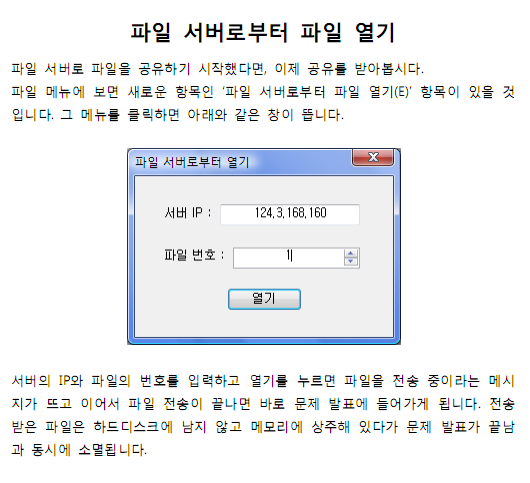 파일 서버로부터 파일 열기
파일 서버로 파일을 공유하기 시작했다면, 이제 공유를 받아봅시다.
파일 메뉴에 보면 새로운 항목인 '파일 서버로부터 파일 열기(E)' 항목이 있을 것
입니다. 그 메뉴를 클릭하면 아래와 같은 창이 뜹니다.
파일 서버로부터 열기
서버 IP : 124.3.168.160
파일 번호 : 1
열기
서버의 IP와 파일의 번호를 입력하고 열기를 누르면 파일을 전송 중이라는 메시
지가 뜨고 이어서 파일 전송이 끝나면 바로 문제 발표에 들어가게 됩니다. 전송
받은 파일은 하드디스크에 남지 않고 메모리에 상주해 있다가 문제 발표가 끝남
과 동시에 소멸됩니다.